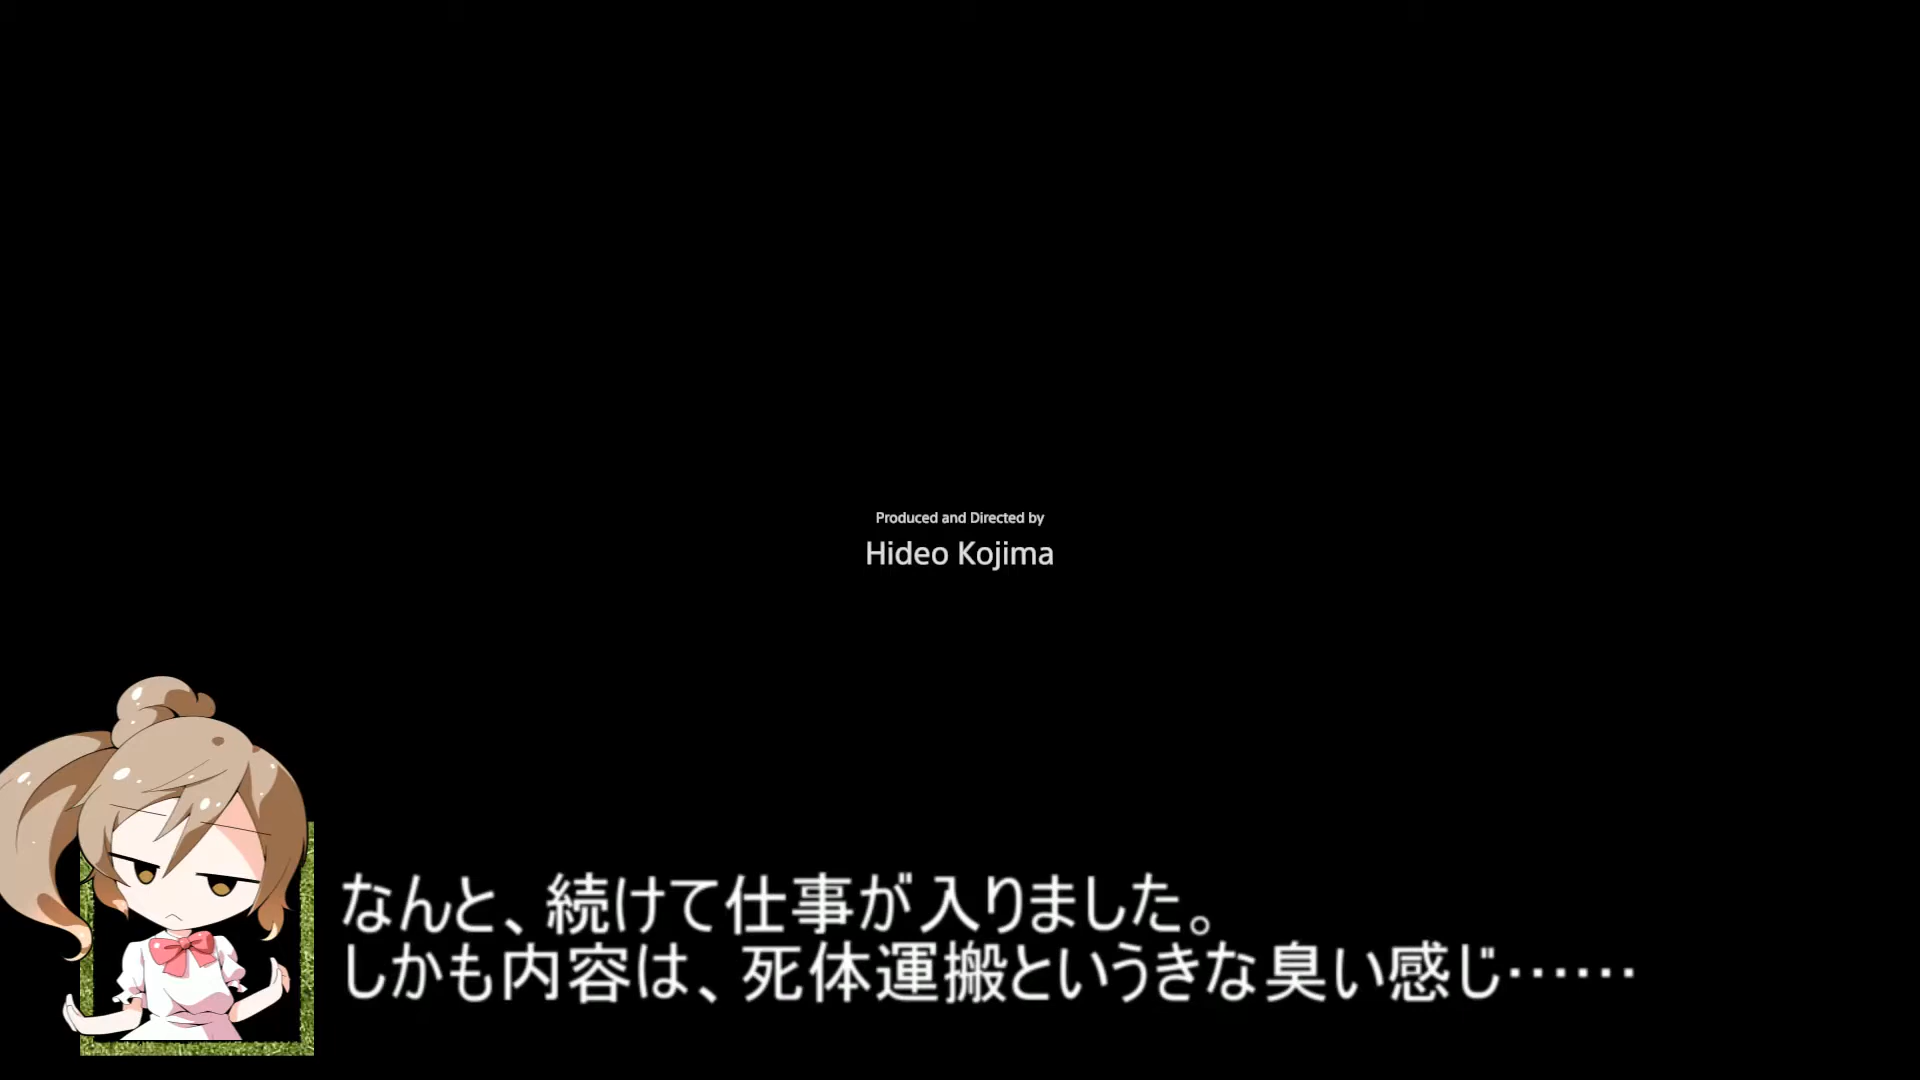 Produced and Directed by
Hideo Kojima
なんと、続けて仕事が入りました。
しかも内容は、死体運搬というきな臭い感じ……